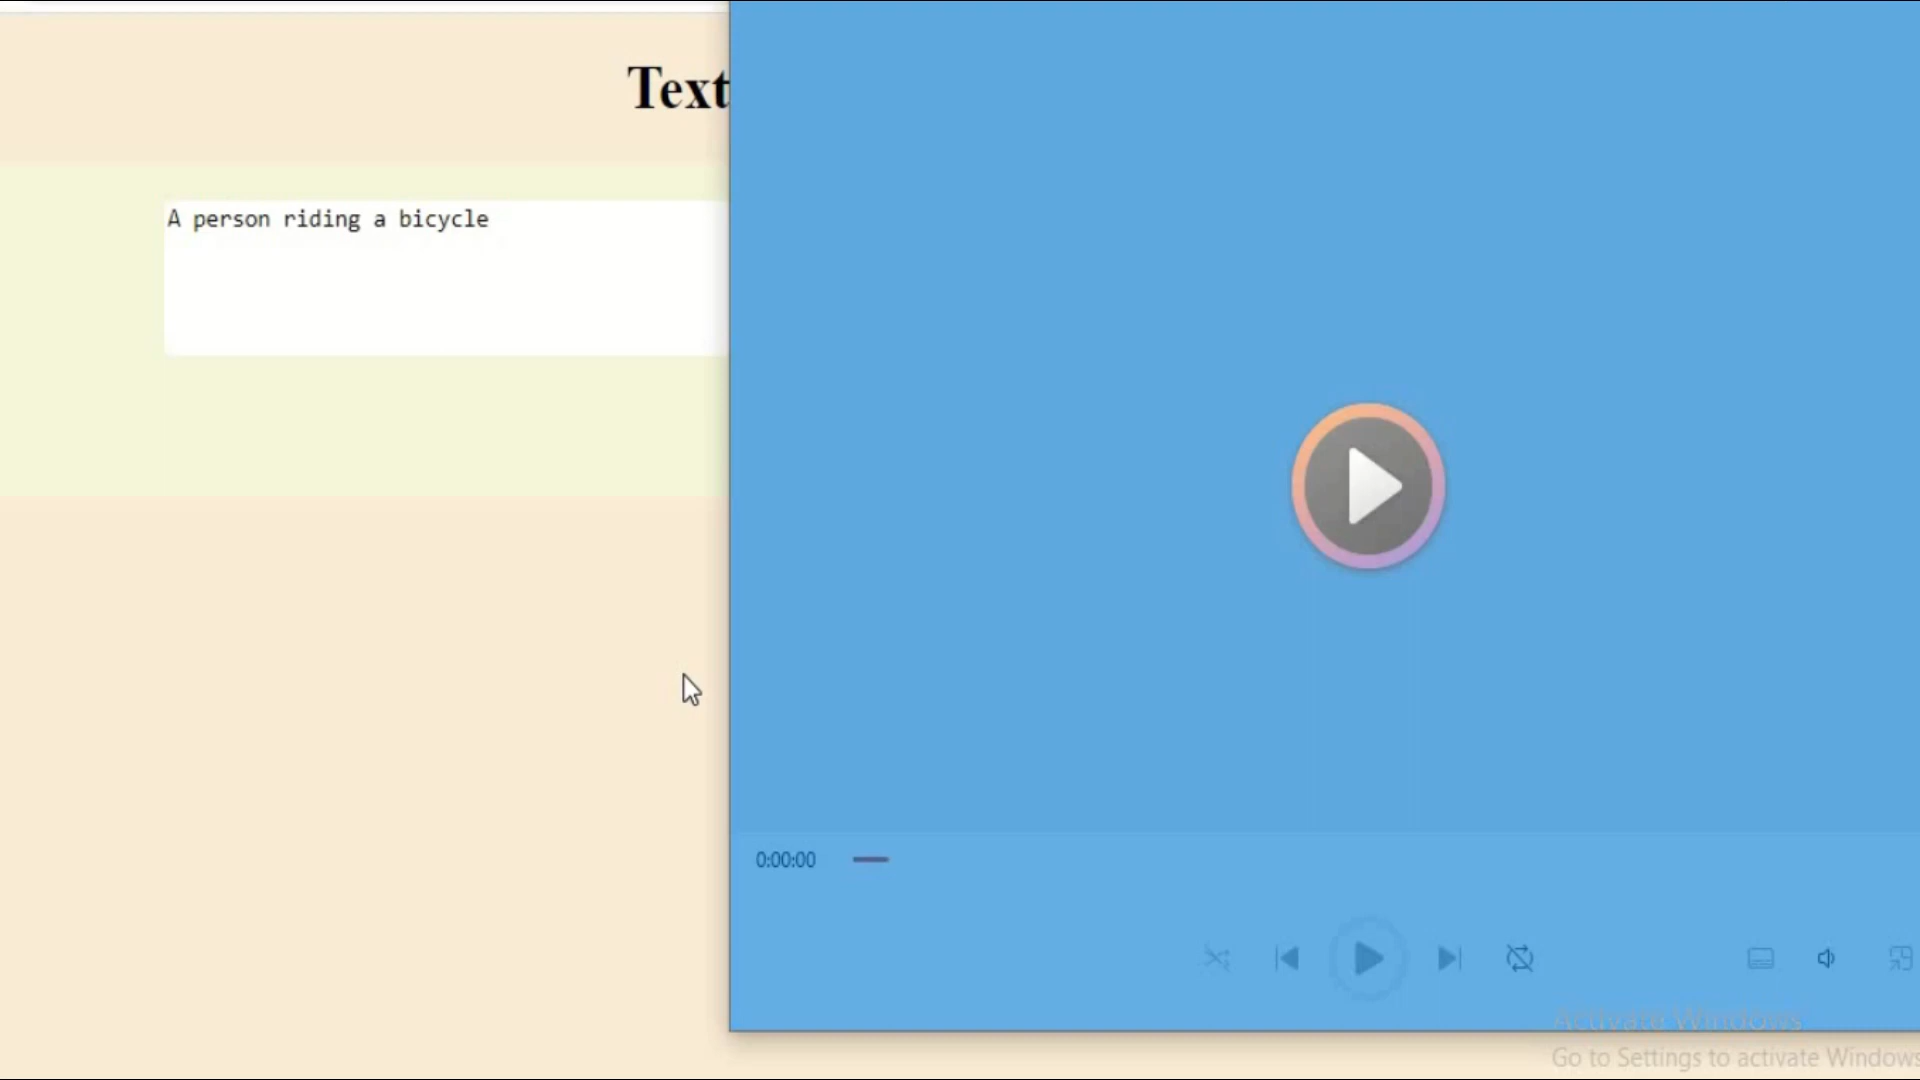 Text
A person riding a bicycle
0:00:00
Activate Windows
Go to Settings to activate Windows